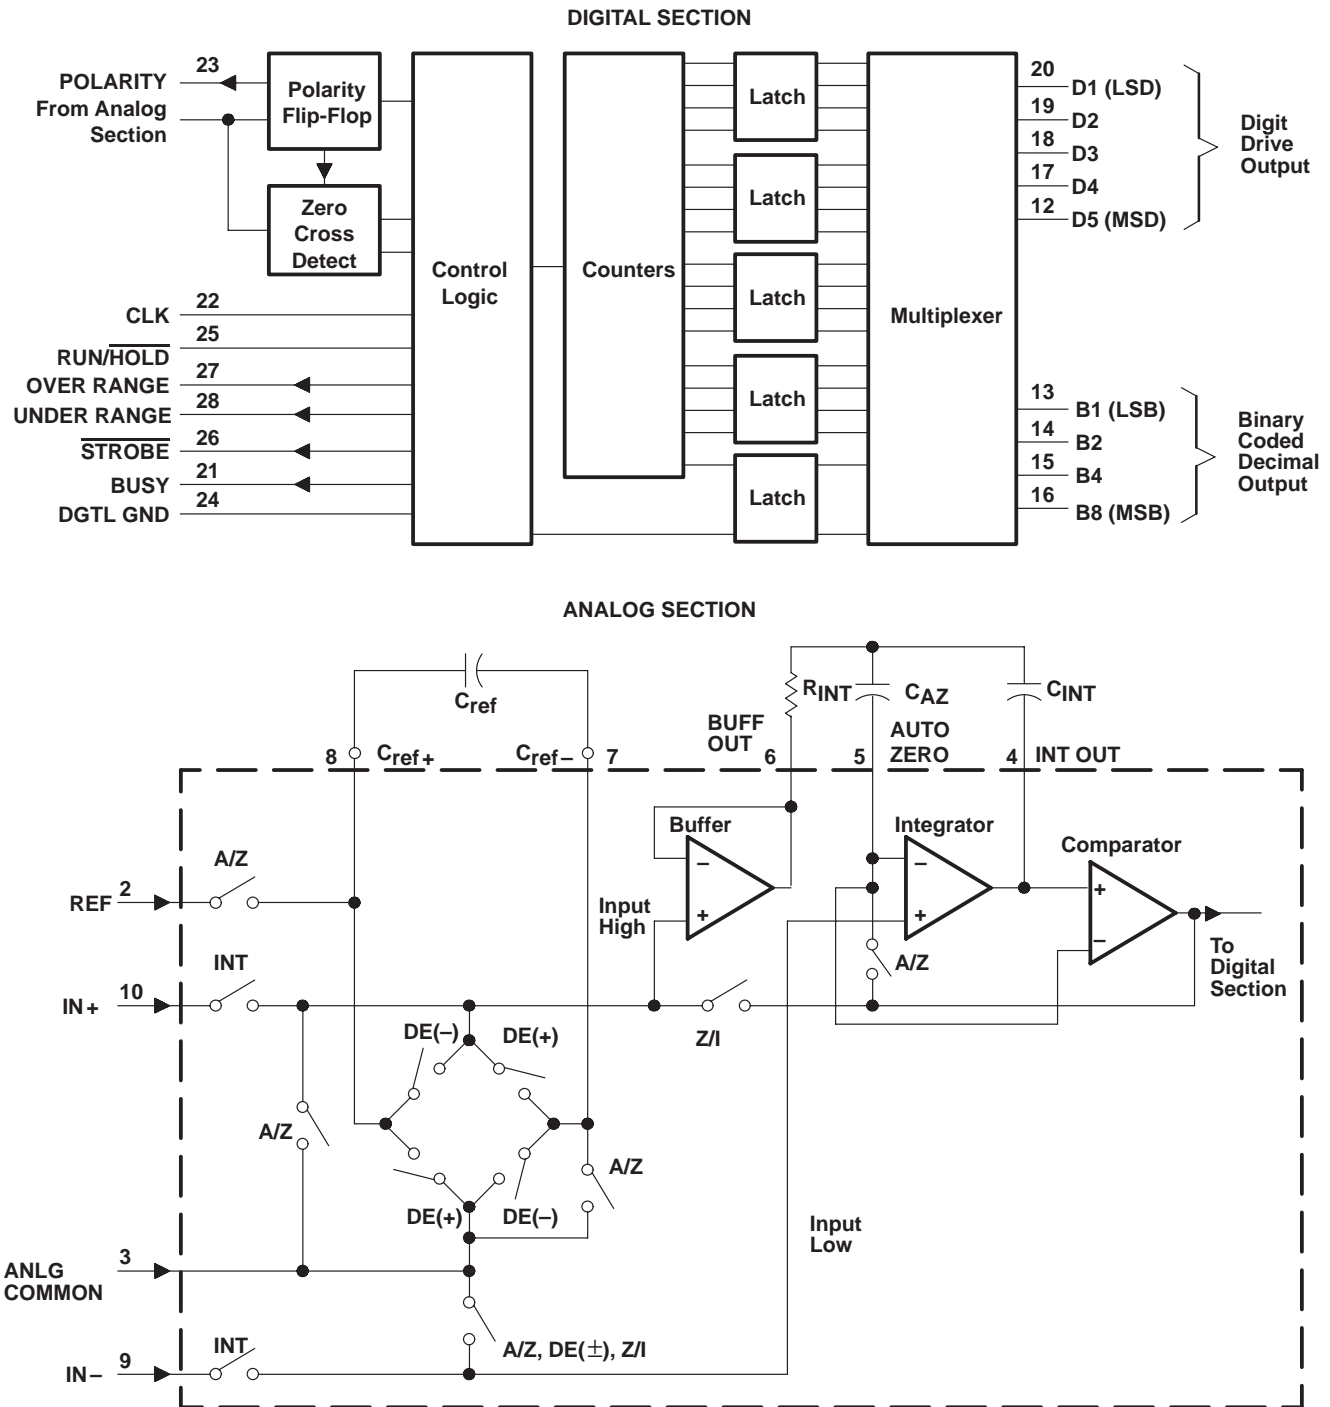 DIGITAL SECTION
POLARITY
23
From Analog
Section
Polarity
Flip-Flop
Zero
Cross
Detect
CLK
22
RUN/HOLD
25
OVER RANGE
27
UNDER RANGE
28
STROBE
26
BUSY
21
DGTL GND
24
Control
Logic
Counters
Latch
Latch
Latch
Latch
Latch
Multiplexer
20
D1 (LSD)
19
D2
18
D3
17
D4
12
D5 (MSD)
Digit
Drive
Output
13
B1 (LSB)
14
B2
15
B4
16
B8 (MSB)
Binary
Coded
Decimal
Output
ANALOG SECTION
Cref
8
Cref+
Cref–
7
RINT
CAZ
CINT
BUFF
OUT
6
5
AUTO
ZERO
4
INT OUT
Buffer
–
+
Integrator
–
+
Comparator
+
–
A/Z
REF
2
Input
High
INT
IN+
10
A/Z
To
Digital
Section
Z/I
DE(–)
DE(+)
A/Z
A/Z
DE(+)
DE(–)
Input
Low
ANLG
COMMON
3
A/Z, DE(±), Z/I
INT
IN–
9